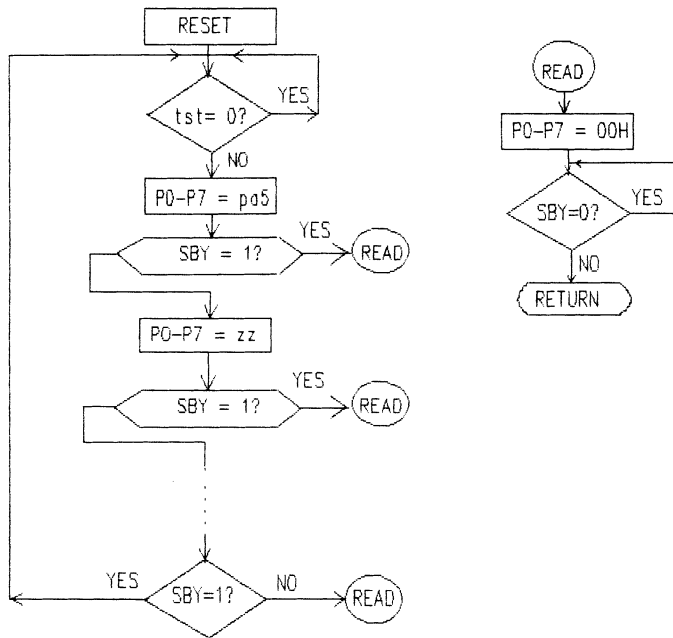 RESET
tst= 0?
YES
NO
P0-P7 = pa5
SBY = 1?
YES
READ
P0-P7 = zz
SBY = 1?
YES
READ
YES
SBY=1?
NO
READ
READ
P0-P7 = 00H
SBY=0?
YES
NO
RETURN